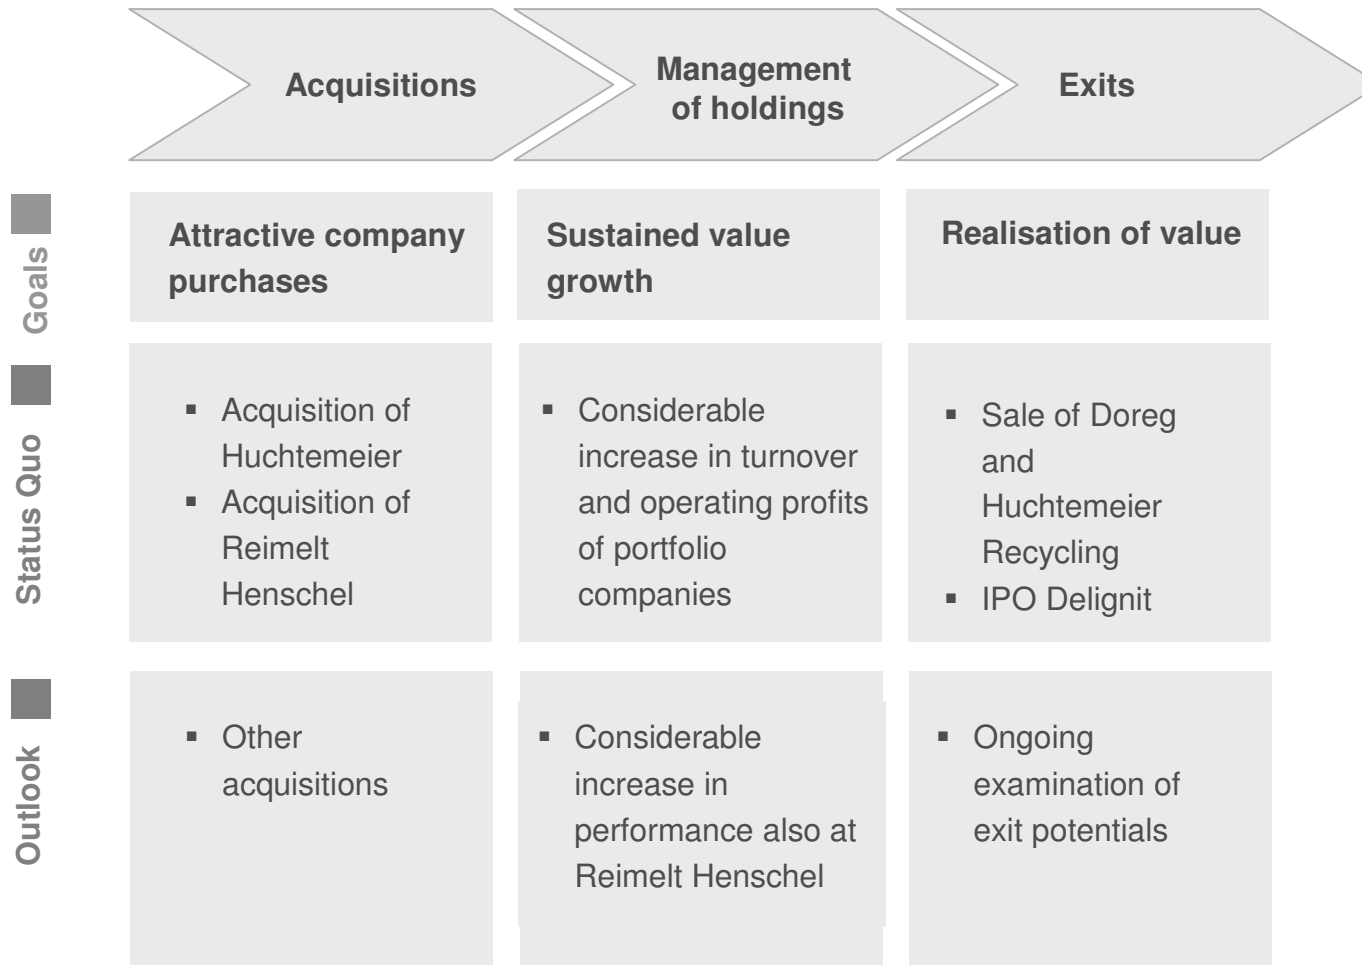 Acquisitions
Management
of holdings
Exits
Goals
Attractive company
purchases
Sustained value
growth
Realisation of value
Status Quo
▪ Acquisition of
Huchtemeier
▪ Acquisition of
Reimelt
Henschel
▪ Considerable
increase in turnover
and operating profits
of portfolio
companies
▪ Sale of Doreg
and
Huchtemeier
Recycling
▪ IPO Delignit
Outlook
▪ Other
acquisitions
▪ Considerable
increase in
performance also at
Reimelt Henschel
▪ Ongoing
examination of
exit potentials